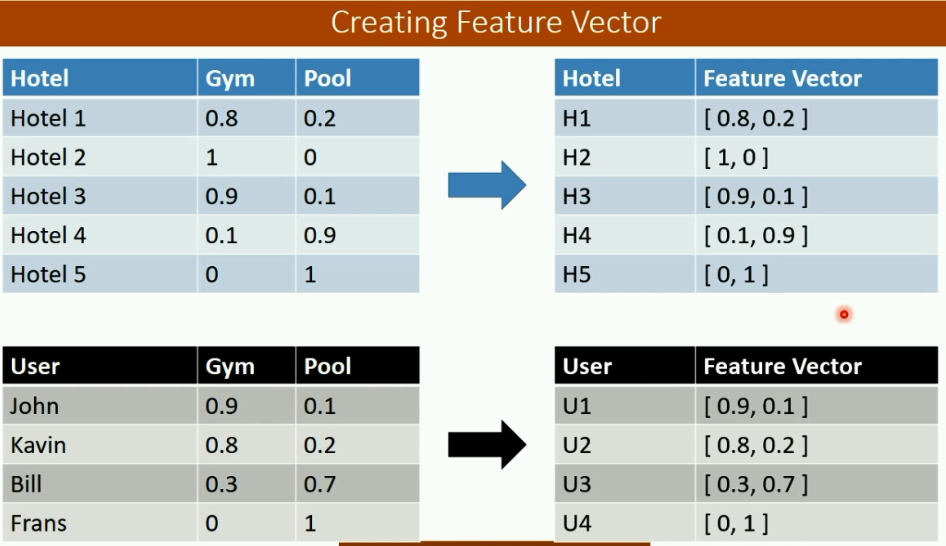 Creating Feature Vector
Hotel Gym Pool
Hotel 1 0.8 0.2
Hotel 2 1 0
Hotel 3 0.9 0.1
Hotel 4 0.1 0.9
Hotel 5 0 1
Hotel Feature Vector
H1 [ 0.8, 0.2 ]
H2 [ 1, 0 ]
H3 [ 0.9, 0.1 ]
H4 [ 0.1, 0.9 ]
H5 [ 0, 1 ]
User Gym Pool
John 0.9 0.1
Kavin 0.8 0.2
Bill 0.3 0.7
Frans 0 1
User Feature Vector
U1 [ 0.9, 0.1 ]
U2 [ 0.8, 0.2 ]
U3 [ 0.3, 0.7 ]
U4 [ 0, 1 ]